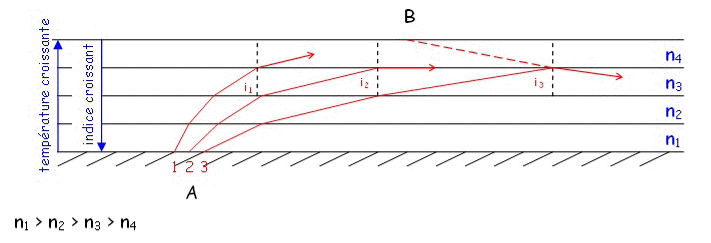 B
température croissante
indice croissant
n4
i1 i2 i3 n3
n2
n1
1 2 3
A
n1 > n2 > n3 > n4